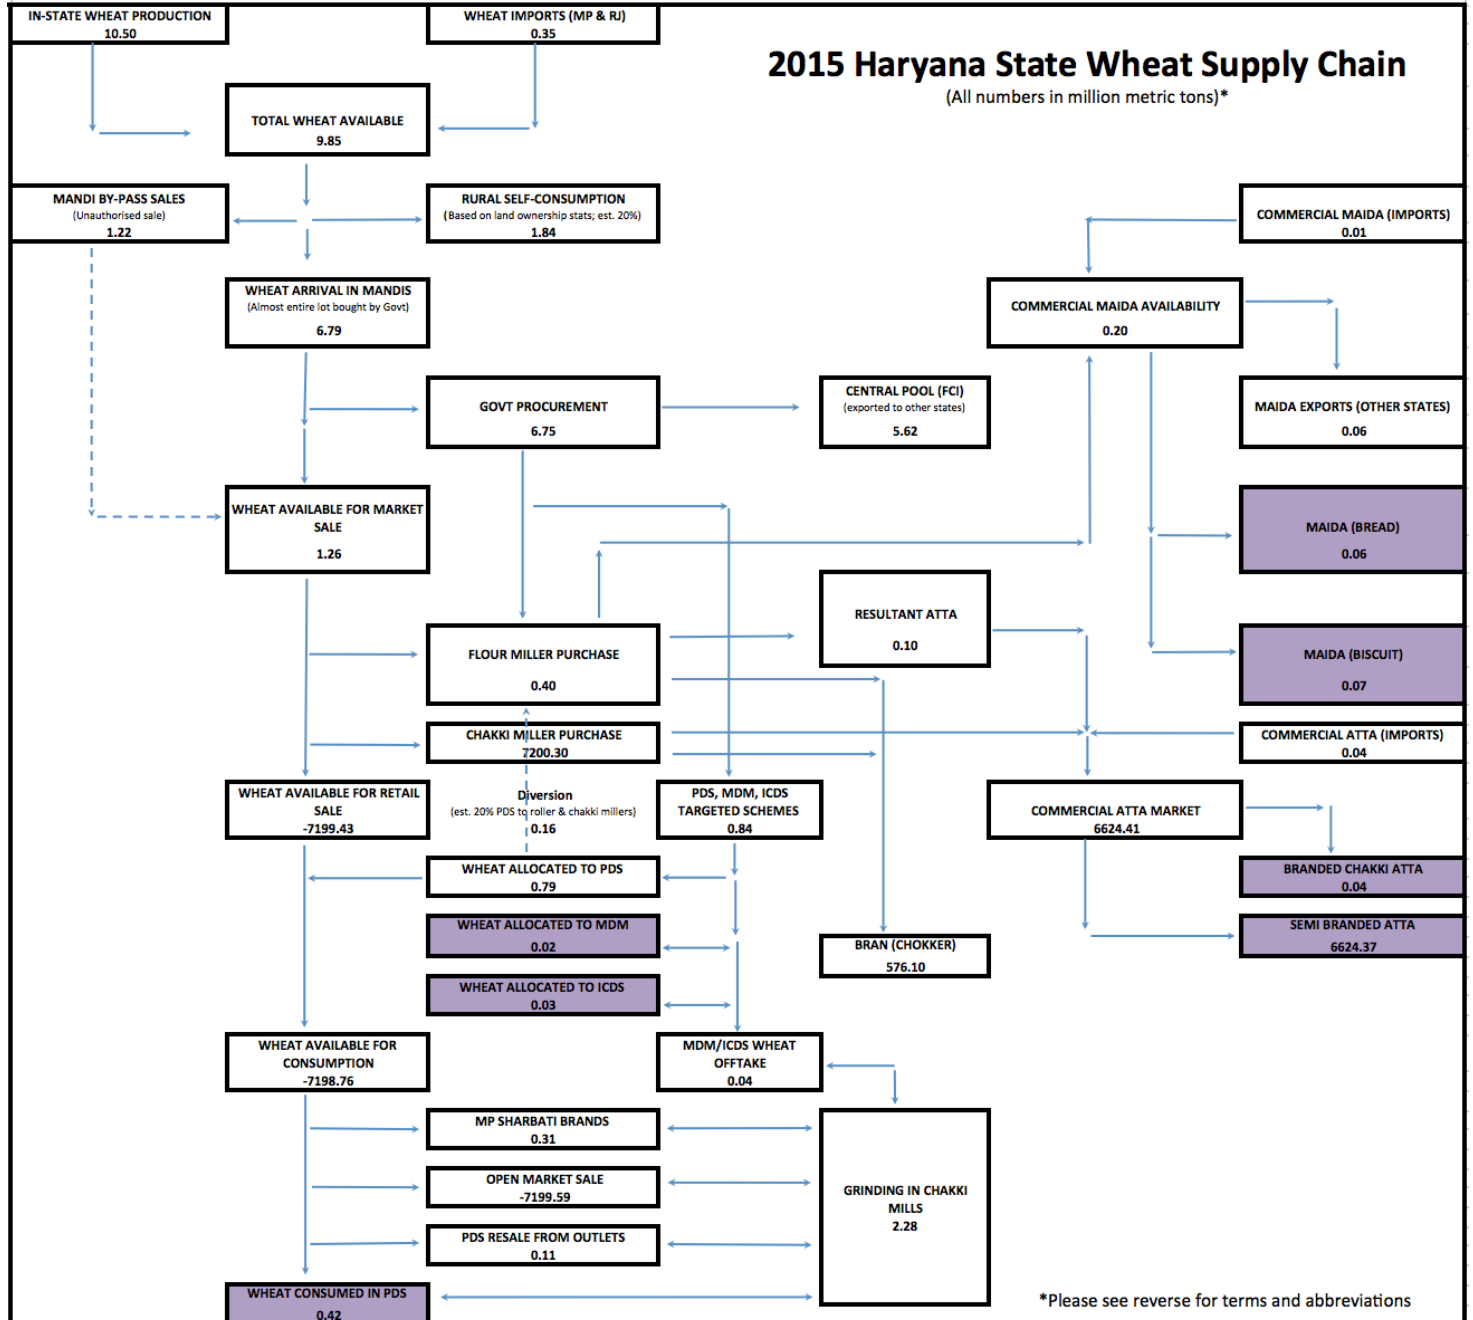 IN-STATE WHEAT PRODUCTION
10.50
WHEAT IMPORTS (MP & RJ)
0.35
2015 Haryana State Wheat Supply Chain
(All numbers in million metric tons)*
TOTAL WHEAT AVAILABLE
9.85
MANDI BY-PASS SALES
(Unauthorised sale)
1.22
RURAL SELF-CONSUMPTION
(Based on land ownership stats; est. 20%)
1.84
COMMERCIAL MAIDA (IMPORTS)
0.01
WHEAT ARRIVAL IN MANDIS
(Almost entire lot bought by Govt)
6.79
COMMERCIAL MAIDA AVAILABILITY
0.20
GOVT PROCUREMENT
6.75
CENTRAL POOL (FCI)
(exported to other states)
5.62
MAIDA EXPORTS (OTHER STATES)
0.06
WHEAT AVAILABLE FOR MARKET
SALE
1.26
MAIDA (BREAD)
0.06
RESULTANT ATTA
0.10
FLOUR MILLER PURCHASE
0.40
MAIDA (BISCUIT)
0.07
CHAKKI MILLER PURCHASE
7200.30
COMMERCIAL ATTA (IMPORTS)
0.04
WHEAT AVAILABLE FOR RETAIL
SALE
-7199.43
Diversion
(est. 20% PDS to roller & chakki millers)
0.16
PDS, MDM, ICDS
TARGETED SCHEMES
0.84
COMMERCIAL ATTA MARKET
6624.41
WHEAT ALLOCATED TO PDS
0.79
BRANDED CHAKKI ATTA
0.04
WHEAT ALLOCATED TO MDM
0.02
BRAN (CHOKKER)
576.10
SEMI BRANDED ATTA
6624.37
WHEAT ALLOCATED TO ICDS
0.03
WHEAT AVAILABLE FOR
CONSUMPTION
-7198.76
MDM/ICDS WHEAT
OFFTAKE
0.04
MP SHARBATI BRANDS
0.31
OPEN MARKET SALE
-7199.59
GRINDING IN CHAKKI
MILLS
2.28
PDS RESALE FROM OUTLETS
0.11
WHEAT CONSUMED IN PDS
0.42
*Please see reverse for terms and abbreviations